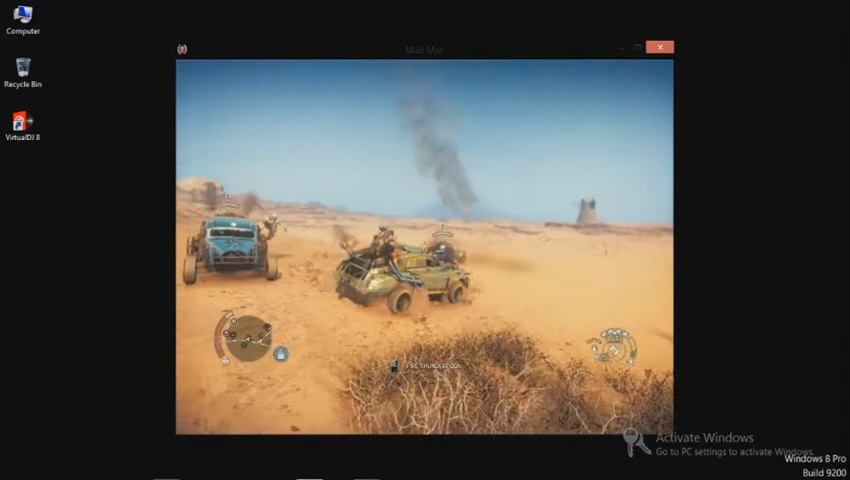 Computer
Recycle Bin
VirtualDJ 8
Mad Max
FIRE THUNDERPOON
Activate Windows
Go to PC settings to activate Windows.
Windows 8 Pro
Build 9200